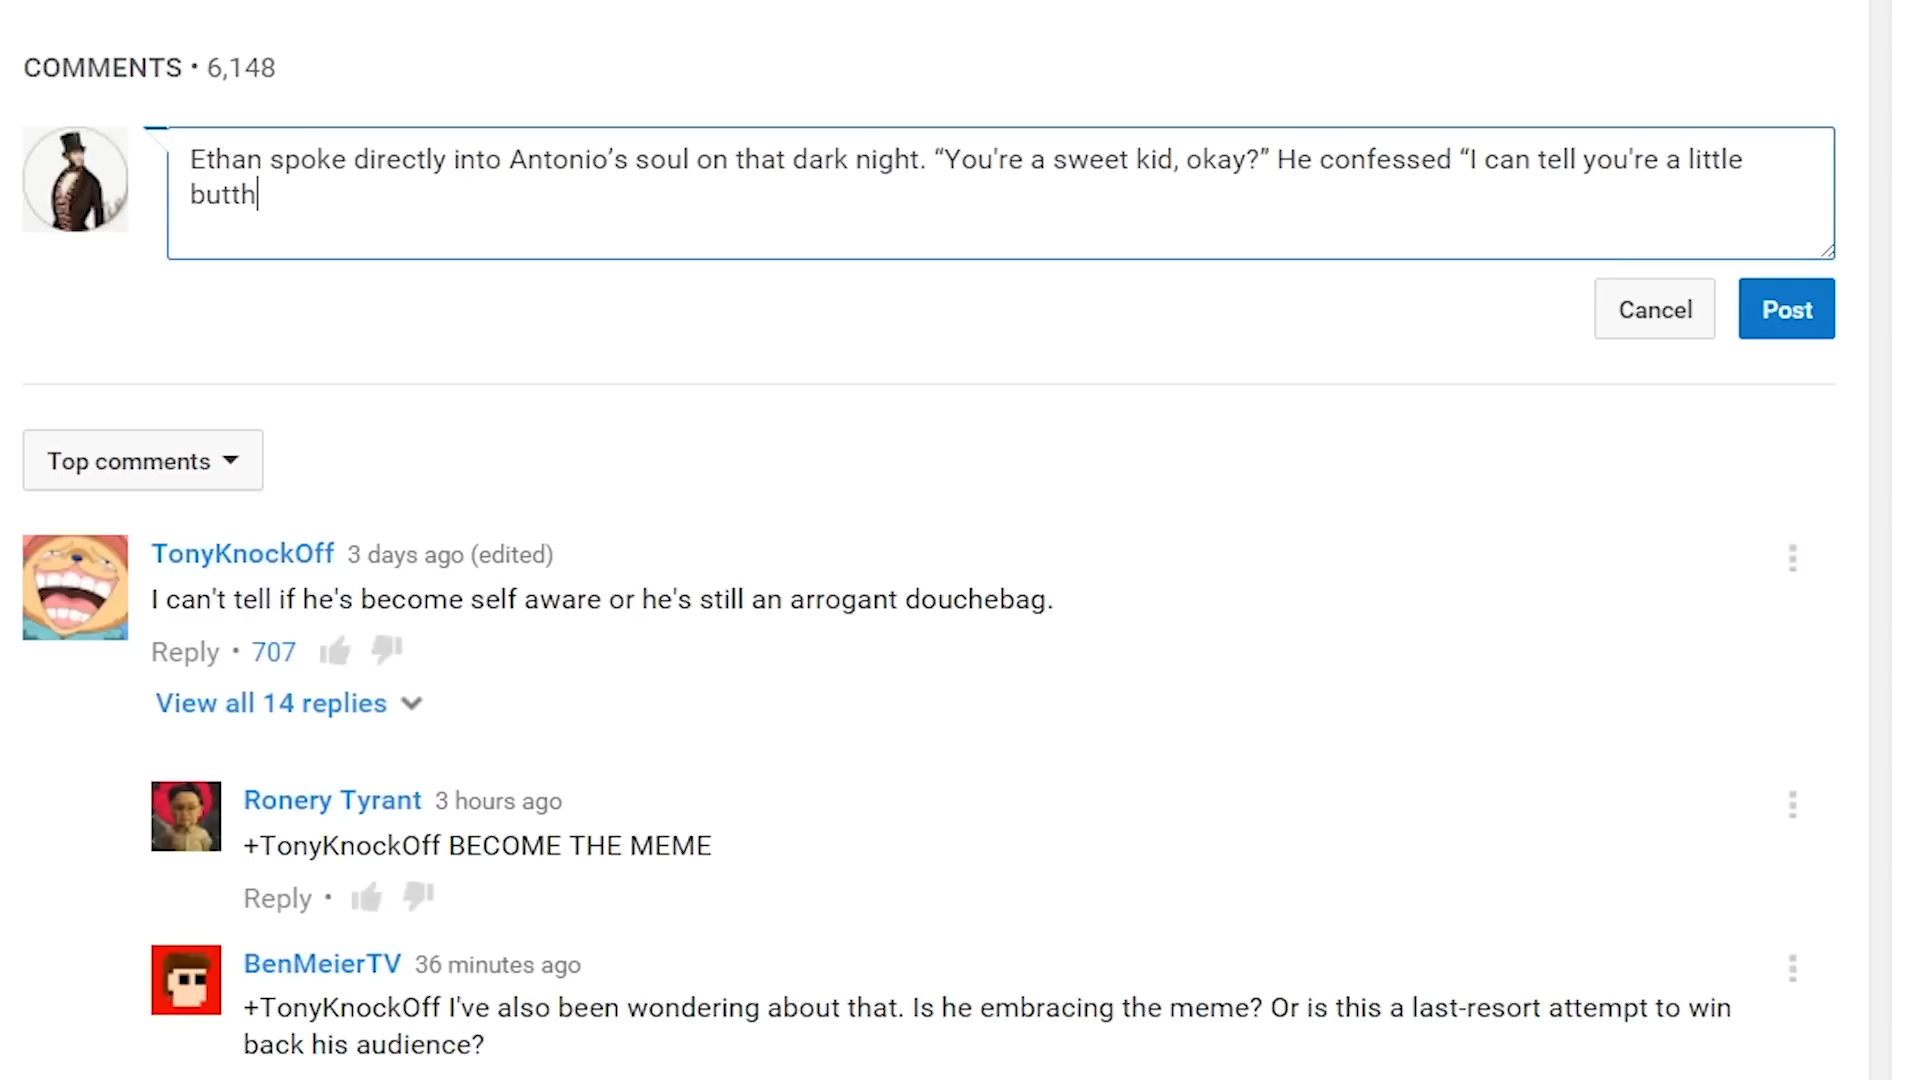 COMMENTS • 6,148
Ethan spoke directly into Antonio’s soul on that dark night. “You're a sweet kid, okay?” He confessed “I can tell you're a little
butth
Cancel
Post
Top comments
TonyKnockOff 3 days ago (edited)
I can't tell if he's become self aware or he's still an arrogant douchebag.
Reply • 707
View all 14 replies
Ronery Tyrant 3 hours ago
+TonyKnockOff BECOME THE MEME
Reply •
BenMeierTV 36 minutes ago
+TonyKnockOff I've also been wondering about that. Is he embracing the meme? Or is this a last-resort attempt to win
back his audience?